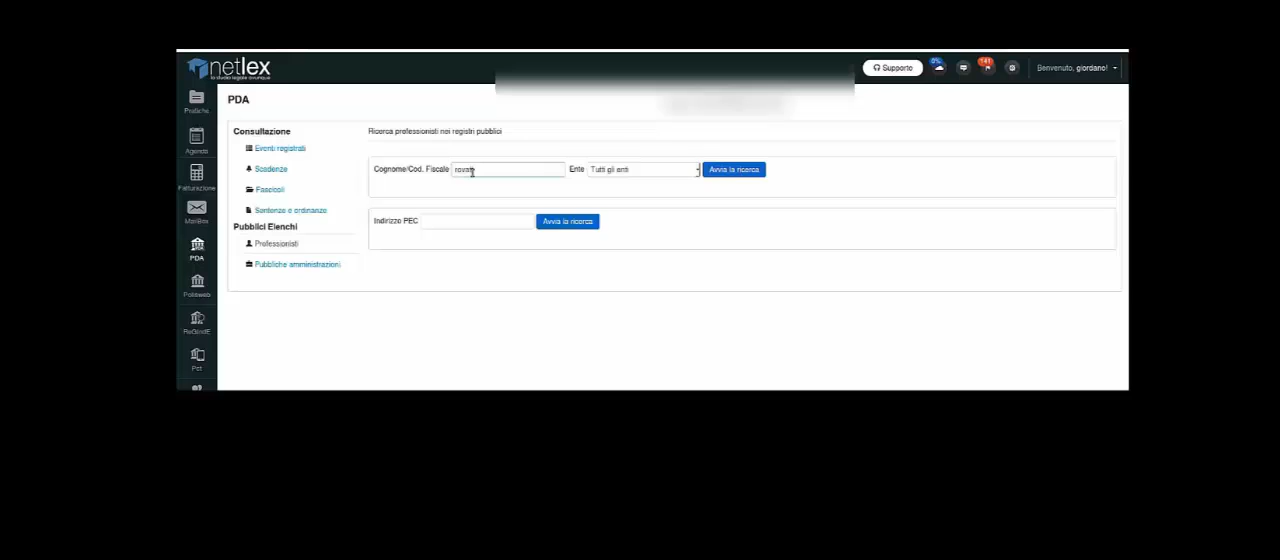 netlex
Supporto
0%
141
Benvenuto, giordano!
Pratiche
Agenda
Fatturazione
MailBox
PDA
Polisweb
ReGIndE
Pct
PDA
Consultazione
Eventi registrati
Scadenze
Fascicoli
Sentenze e ordinanze
Pubblici Elenchi
Professionisti
Pubbliche amministrazioni
Ricerca professionisti nei registri pubblici
Cognome/Cod. Fiscale
Ente Tutti gli enti Avvia la ricerca
Indirizzo PEC Avvia la ricerca